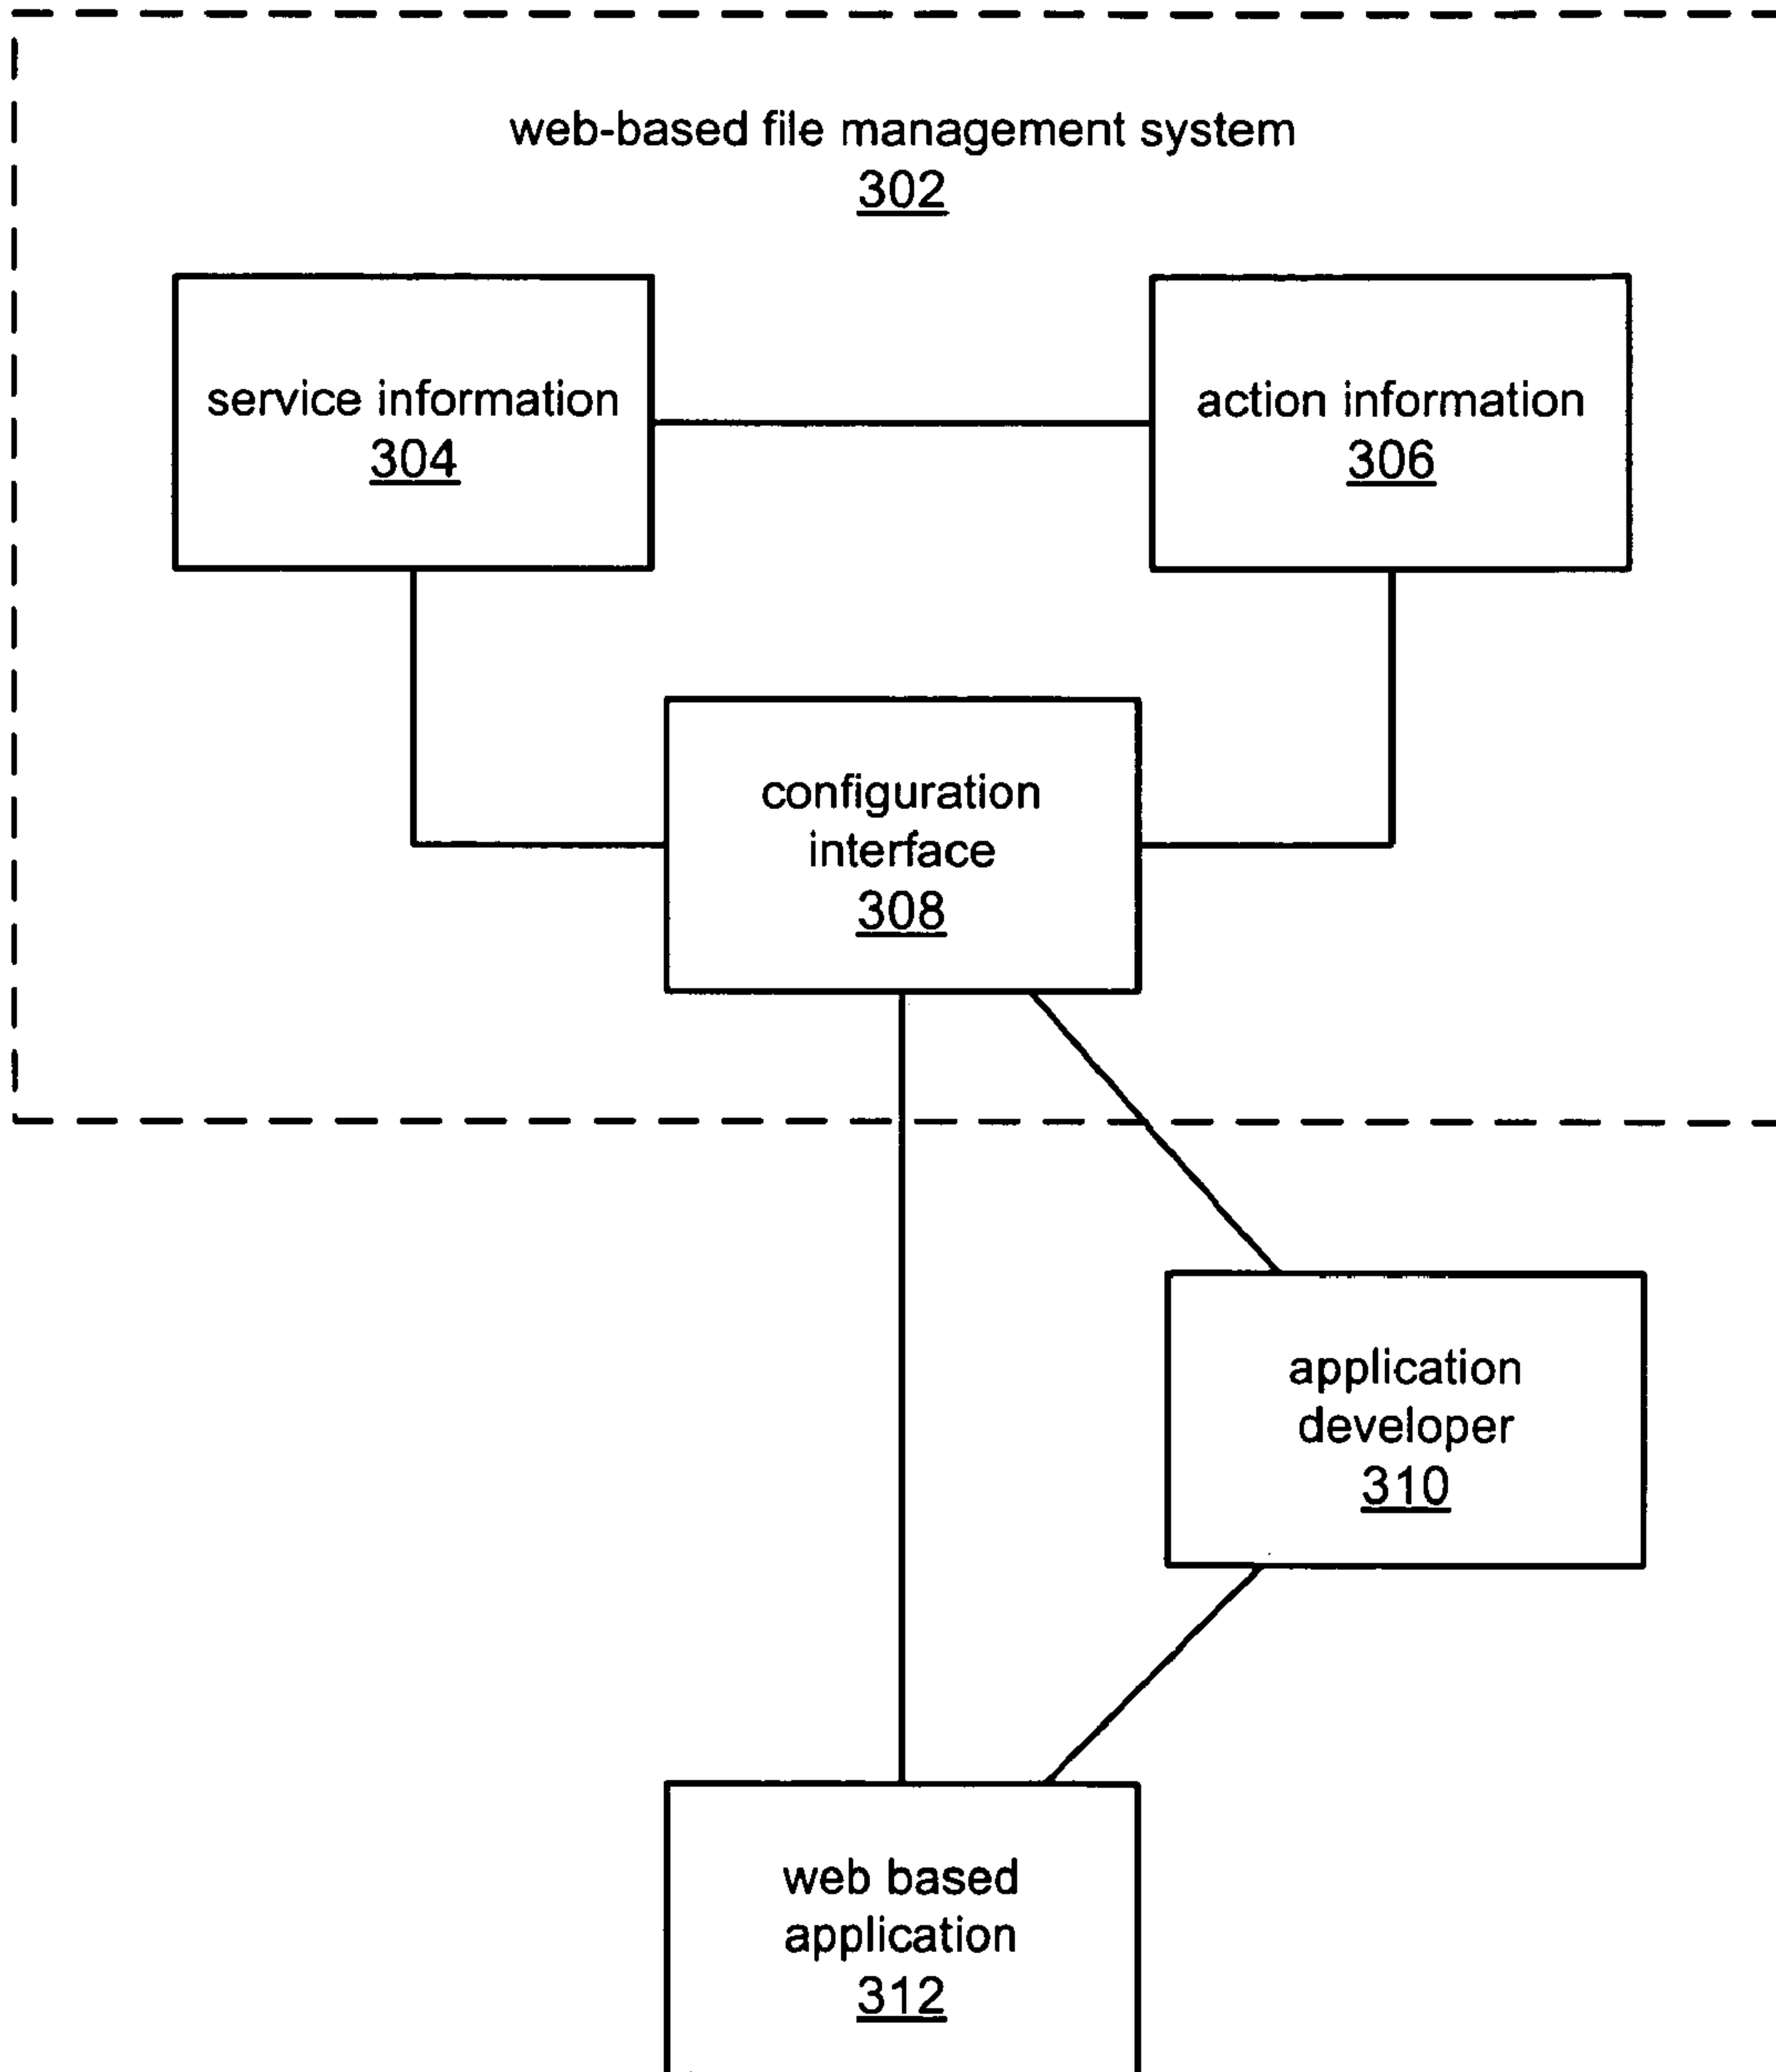 web-based file management system
302
service information
304
action information
306
configuration
interface
308
application
developer
310
web based
application
312